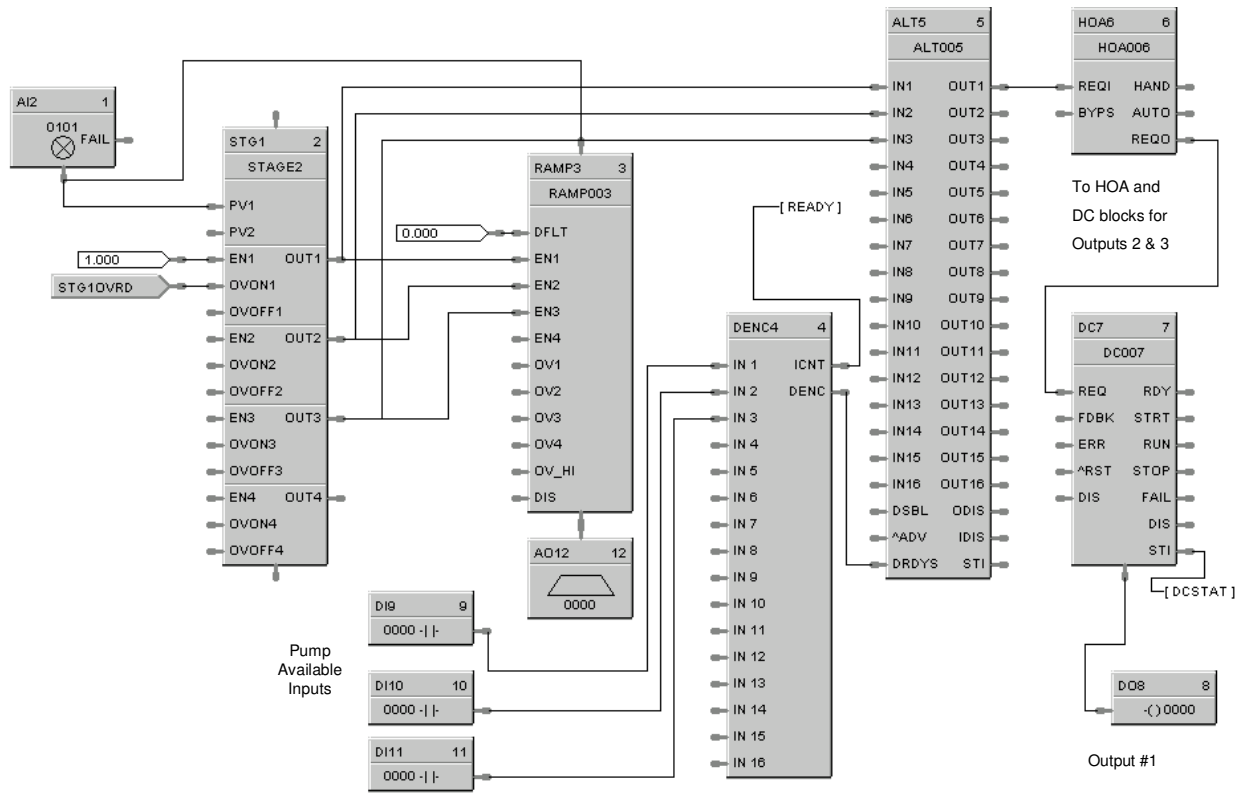 AI2 1
0101
FAIL
STG1 2
STAGE2
PV1
PV2
EN1 OUT1
OVON1
OVOFF1
EN2 OUT2
OVON2
OVOFF2
EN3 OUT3
OVON3
OVOFF3
EN4 OUT4
OVON4
OVOFF4
1.000
STG1OVRD
RAMP3 3
RAMP003
0.000
DFLT
EN1
EN2
EN3
EN4
OV1
OV2
OV3
OV4
OV_HI
DIS
AO12 12
0000
DI9 9
0000 -| |-
DI10 10
0000 -| |-
DI11 11
0000 -| |-
Pump
Available
Inputs
[ READY ]
DENC4 4
IN 1 ICNT
IN 2 DENC
IN 3
IN 4
IN 5
IN 6
IN 7
IN 8
IN 9
IN 10
IN 11
IN 12
IN 13
IN 14
IN 15
IN 16
ALT5 5
ALT005
IN1 OUT1
IN2 OUT2
IN3 OUT3
IN4 OUT4
IN5 OUT5
IN6 OUT6
IN7 OUT7
IN8 OUT8
IN9 OUT9
IN10 OUT10
IN11 OUT11
IN12 OUT12
IN13 OUT13
IN14 OUT14
IN15 OUT15
IN16 OUT16
DSBL ODIS
^ADV IDIS
DRDYS STI
HOA6 6
HOA006
REQI HAND
BYPS AUTO
REQO
To HOA and
DC blocks for
Outputs 2 & 3
DC7 7
DC007
REQ RDY
FDBK STRT
ERR RUN
^RST STOP
DIS FAIL
DIS
STI
[ DCSTAT ]
DO8 8
-( ) 0000
Output #1